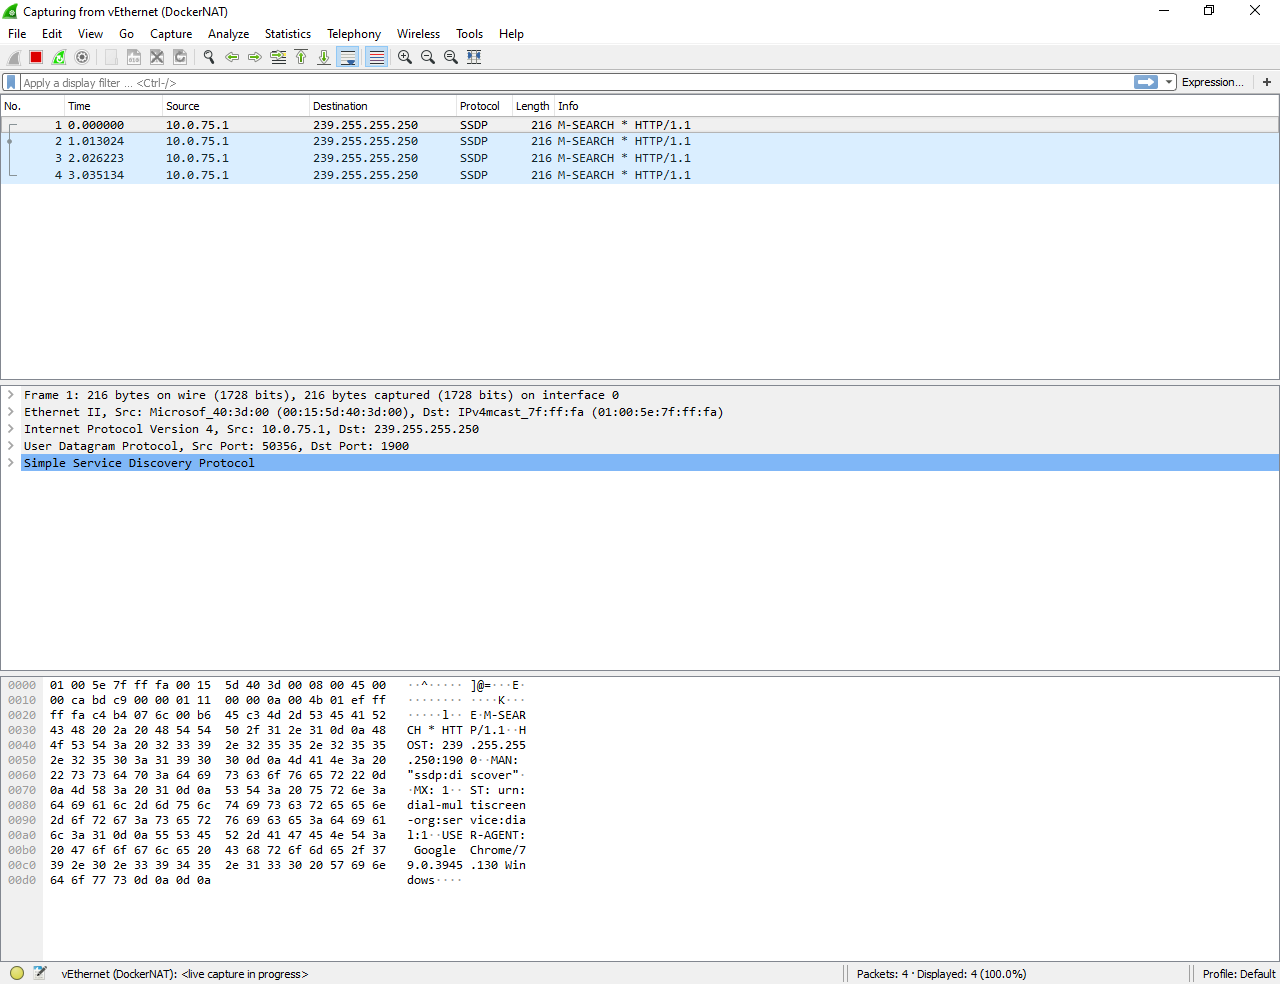 Capturing from vEthernet (DockerNAT)
File Edit View Go Capture Analyze Statistics Telephony Wireless Tools Help
Apply a display filter ... <Ctrl-/> Expression... +
No. Time Source Destination Protocol Length Info
1 0.000000 10.0.75.1 239.255.255.250 SSDP 216 M-SEARCH * HTTP/1.1
2 1.013024 10.0.75.1 239.255.255.250 SSDP 216 M-SEARCH * HTTP/1.1
3 2.026223 10.0.75.1 239.255.255.250 SSDP 216 M-SEARCH * HTTP/1.1
4 3.035134 10.0.75.1 239.255.255.250 SSDP 216 M-SEARCH * HTTP/1.1
Frame 1: 216 bytes on wire (1728 bits), 216 bytes captured (1728 bits) on interface 0
Ethernet II, Src: Microsof_40:3d:00 (00:15:5d:40:3d:00), Dst: IPv4mcast_7f:ff:fa (01:00:5e:7f:ff:fa)
Internet Protocol Version 4, Src: 10.0.75.1, Dst: 239.255.255.250
User Datagram Protocol, Src Port: 50356, Dst Port: 1900
Simple Service Discovery Protocol
0000 01 00 5e 7f ff fa 00 15 5d 40 3d 00 08 00 45 00 ··^····· ]@=···E·
0010 00 ca bd c9 00 00 01 11 00 00 0a 00 4b 01 ef ff ········ ····K···
0020 ff fa c4 b4 07 6c 00 b6 45 c3 4d 2d 53 45 41 52 ·····l·· E·M-SEAR
0030 43 48 20 2a 20 48 54 54 50 2f 31 2e 31 0d 0a 48 CH * HTT P/1.1··H
0040 4f 53 54 3a 20 32 33 39 2e 32 35 35 2e 32 35 35 OST: 239 .255.255
0050 2e 32 35 30 3a 31 39 30 30 0d 0a 4d 41 4e 3a 20 .250:190 0··MAN: 
0060 22 73 73 64 70 3a 64 69 73 63 6f 76 65 72 22 0d "ssdp:di scover"·
0070 0a 4d 58 3a 20 31 0d 0a 53 54 3a 20 75 72 6e 3a ·MX: 1·· ST: urn:
0080 64 69 61 6c 2d 6d 75 6c 74 69 73 63 72 65 65 6e dial-mul tiscreen
0090 2d 6f 72 67 3a 73 65 72 76 69 63 65 3a 64 69 61 -org:ser vice:dia
00a0 6c 3a 31 0d 0a 55 53 45 52 2d 41 47 45 4e 54 3a l:1··USE R-AGENT:
00b0 20 47 6f 6f 67 6c 65 20 43 68 72 6f 6d 65 2f 37 Google Chrome/7
00c0 39 2e 30 2e 33 39 34 35 2e 31 33 30 20 57 69 6e 9.0.3945 .130 Win
00d0 64 6f 77 73 0d 0a 0d 0a dows····
vEthernet (DockerNAT): <live capture in progress> Packets: 4 · Displayed: 4 (100.0%) Profile: Default